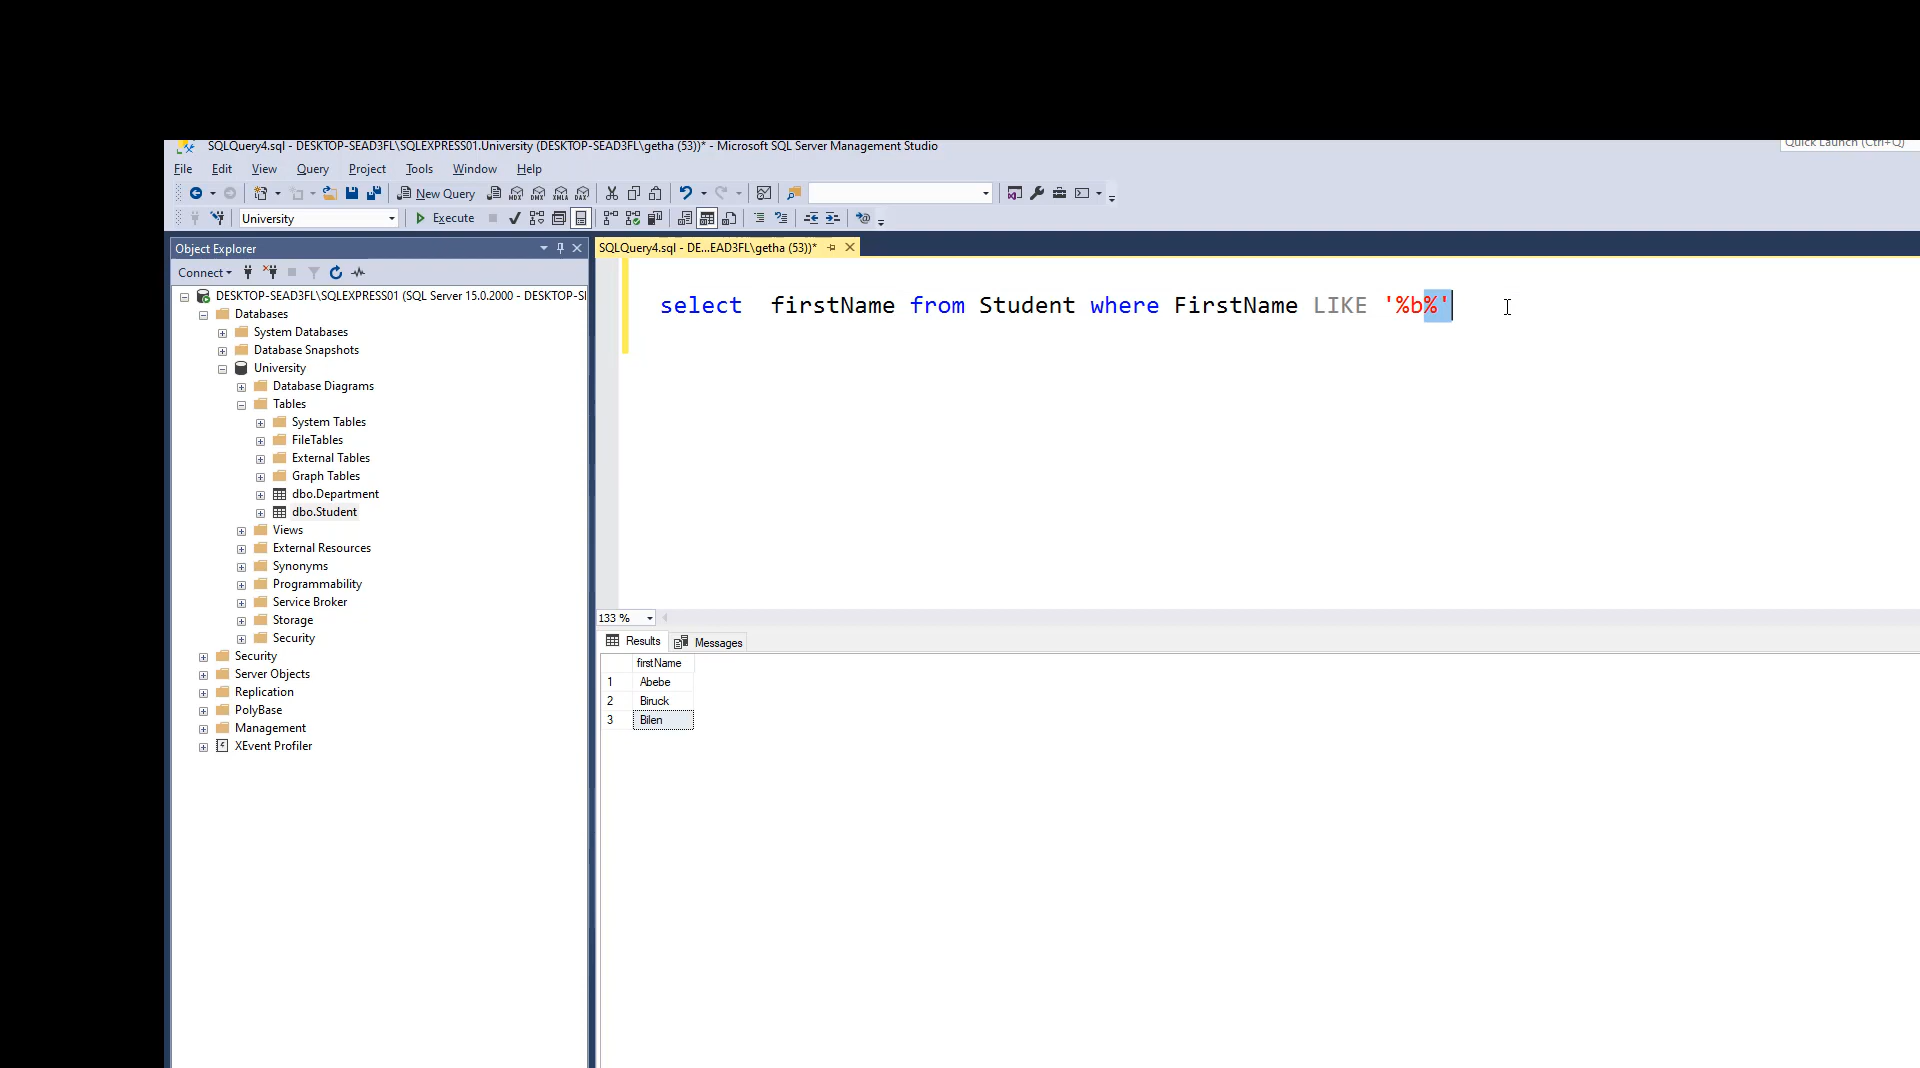 Quick Launch (Ctrl+Q)
SQLQuery4.sql - DESKTOP-SEAD3FL\SQLEXPRESS01.University (DESKTOP-SEAD3FL\getha (53))* - Microsoft SQL Server Management Studio
File Edit View Query Project Tools Window Help
New Query
University Execute
Object Explorer
SQLQuery4.sql - DE...EAD3FL\getha (53))*
Connect
DESKTOP-SEAD3FL\SQLEXPRESS01 (SQL Server 15.0.2000 - DESKTOP-SI
Databases
System Databases
Database Snapshots
University
Database Diagrams
Tables
System Tables
FileTables
External Tables
Graph Tables
dbo.Department
dbo.Student
Views
External Resources
Synonyms
Programmability
Service Broker
Storage
Security
Security
Server Objects
Replication
PolyBase
Management
XEvent Profiler
select  firstName from Student where FirstName LIKE '%b%'
133 %
Results Messages
firstName
1 Abebe
2 Biruck
3 Bilen